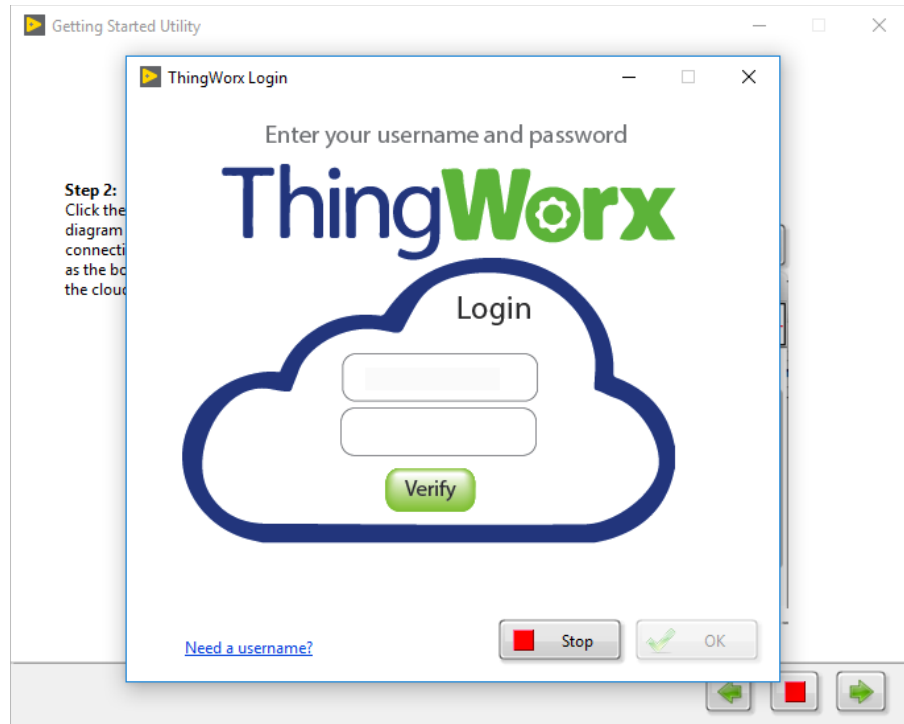 Getting Started Utility
ThingWorx Login
Enter your username and password
ThingWorx
Step 2:
Click the
diagram
connecti
as the bo
the cloud
Login
Verify
Need a username?
Stop
OK